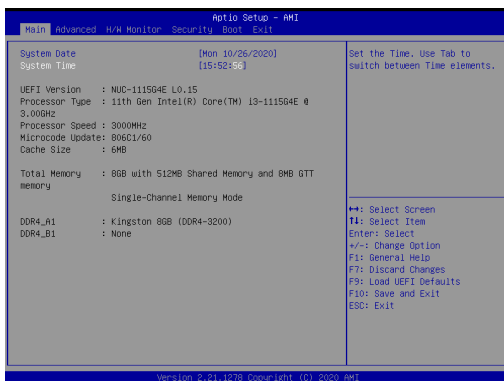 Aptio Setup - AMI
Main Advanced H/W Monitor Security Boot Exit
System Date [Mon 10/26/2020]
System Time [15:52:56]
UEFI Version : NUC-1115G4E L0.15
Processor Type : 11th Gen Intel(R) Core(TM) i3-1115G4E @
3.00GHz
Processor Speed : 3000MHz
Microcode Update: 806C1/60
Cache Size : 6MB
Total Memory : 8GB with 512MB Shared Memory and 8MB GTT
memory
Single-Channel Memory Mode
DDR4_A1 : Kingston 8GB (DDR4-3200)
DDR4_B1 : None
Set the Time. Use Tab to
switch between Time elements.
↔: Select Screen
↑↓: Select Item
Enter: Select
+/-: Change Option
F1: General Help
F7: Discard Changes
F9: Load UEFI Defaults
F10: Save and Exit
ESC: Exit
Version 2.21.1278 Copyright (C) 2020 AMI